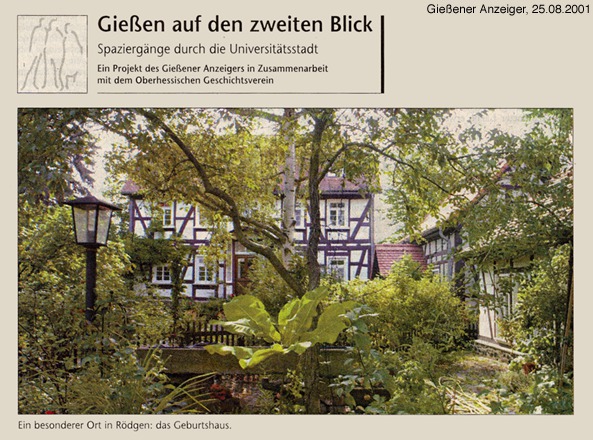 Gießener Anzeiger, 25.08.2001
Gießen auf den zweiten Blick
Spaziergänge durch die Universitätsstadt
Ein Projekt des Gießener Anzeigers in Zusammenarbeit
mit dem Oberhessischen Geschichtsverein
Ein besonderer Ort in Rödgen: das Geburtshaus.